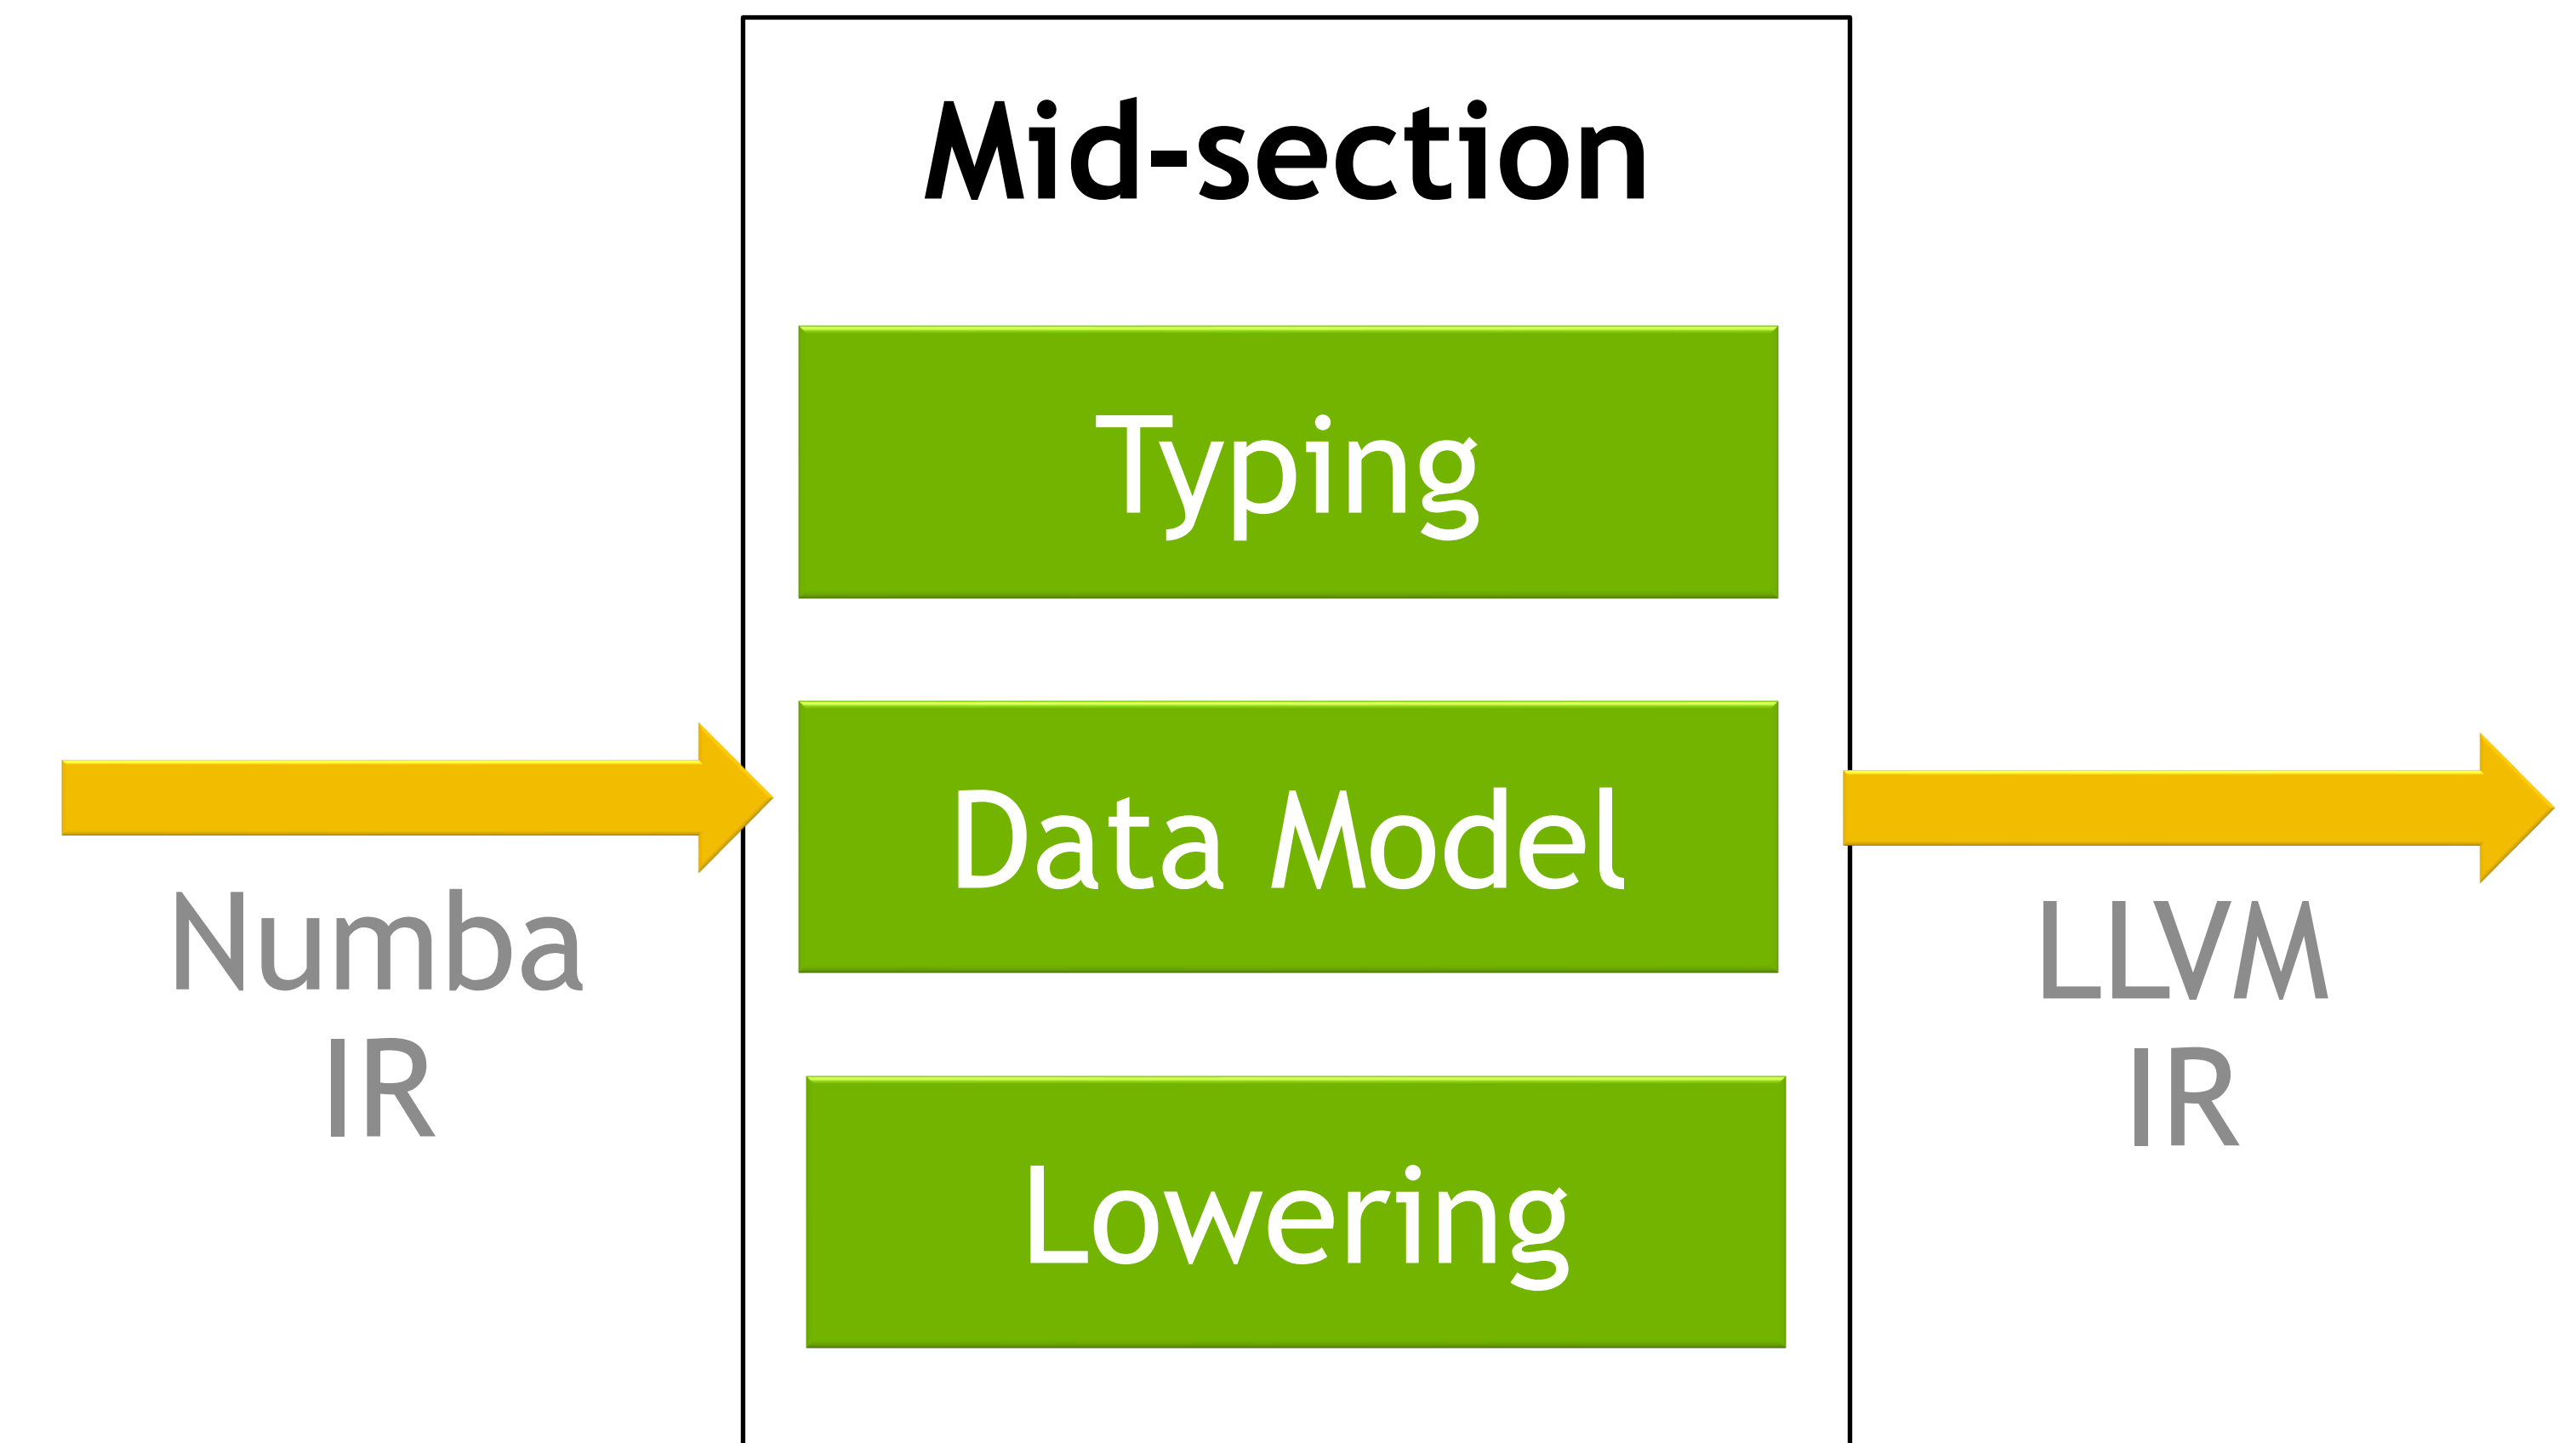 Mid-section
Typing
Data Model
Lowering
Numba
IR
LLVM
IR